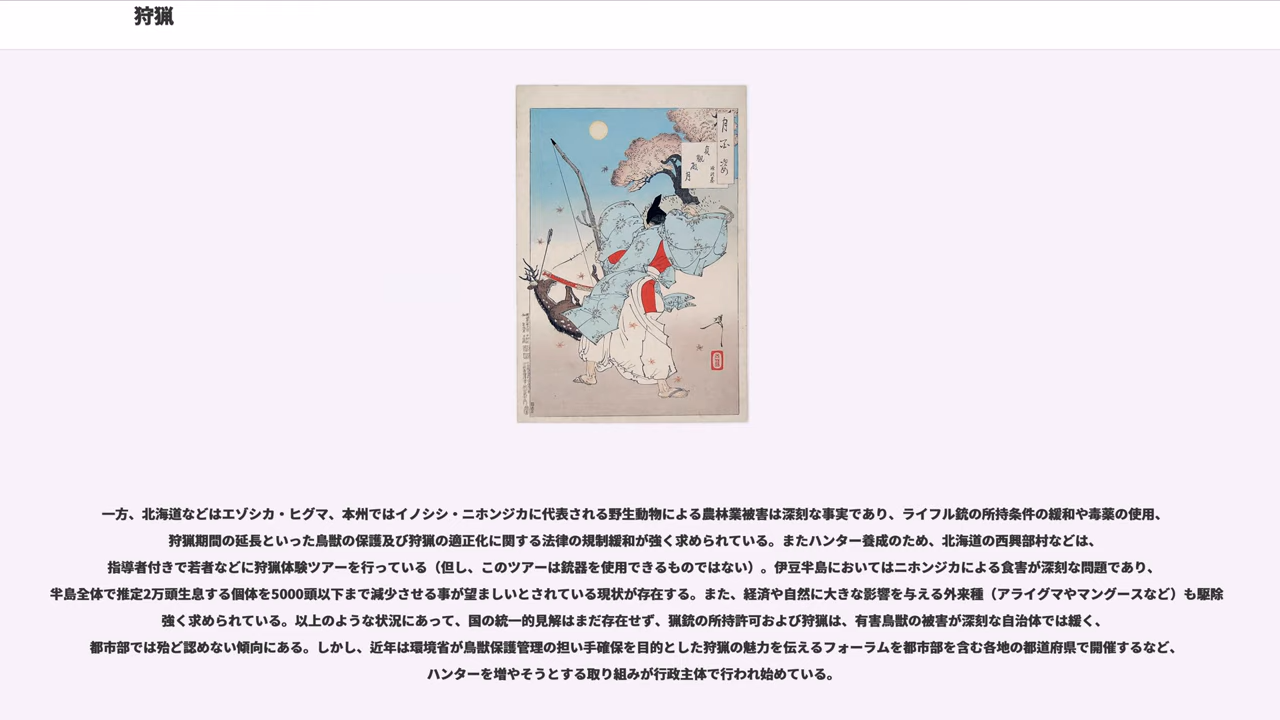 狩猟
一方、北海道などはエゾシカ・ヒグマ、本州ではイノシシ・ニホンジカに代表される野生動物による農林業被害は深刻な事実であり、ライフル銃の所持条件の緩和や毒薬の使用、
狩猟期間の延長といった鳥獣の保護及び狩猟の適正化に関する法律の規制緩和が強く求められている。またハンター養成のため、北海道の西興部村などは、
指導者付きで若者などに狩猟体験ツアーを行っている（但し、このツアーは銃器を使用できるものではない）。伊豆半島においてはニホンジカによる食害が深刻な問題であり、
半島全体で推定2万頭生息する個体を5000頭以下まで減少させる事が望ましいとされている現状が存在する。また、経済や自然に大きな影響を与える外来種（アライグマやマングースなど）も駆除
強く求められている。以上のような状況にあって、国の統一的見解はまだ存在せず、猟銃の所持許可および狩猟は、有害鳥獣の被害が深刻な自治体では緩く、
都市部では殆ど認めない傾向にある。しかし、近年は環境省が鳥獣保護管理の担い手確保を目的とした狩猟の魅力を伝えるフォーラムを都市部を含む各地の都道府県で開催するなど、
ハンターを増やそうとする取り組みが行政主体で行われ始めている。